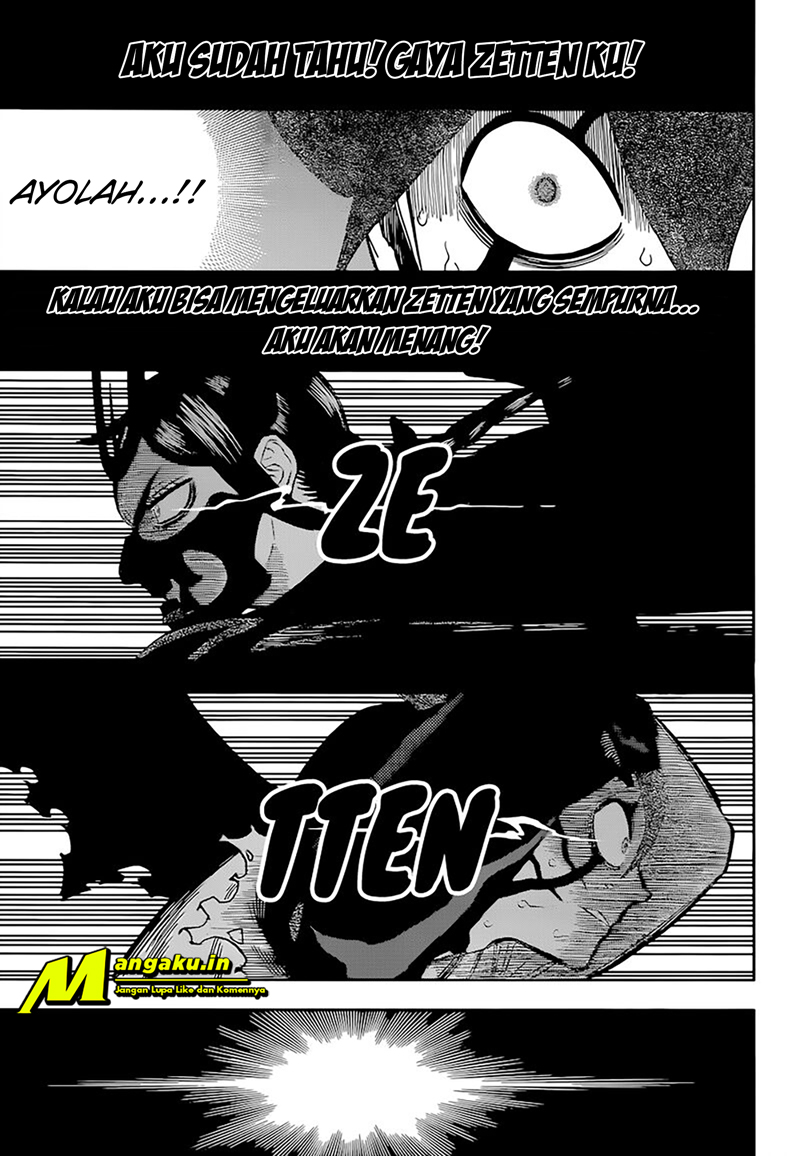 AKU SUDAH TAHU! GAYA ZETTEN KU!
AYOLAH...!!
KALAU AKU BISA MENGELUARKAN ZETTEN YANG SEMPURNA...
AKU AKAN MENANG!
ZE
TTEN
Mangaku.in
Jangan Lupa Like dan Komennya